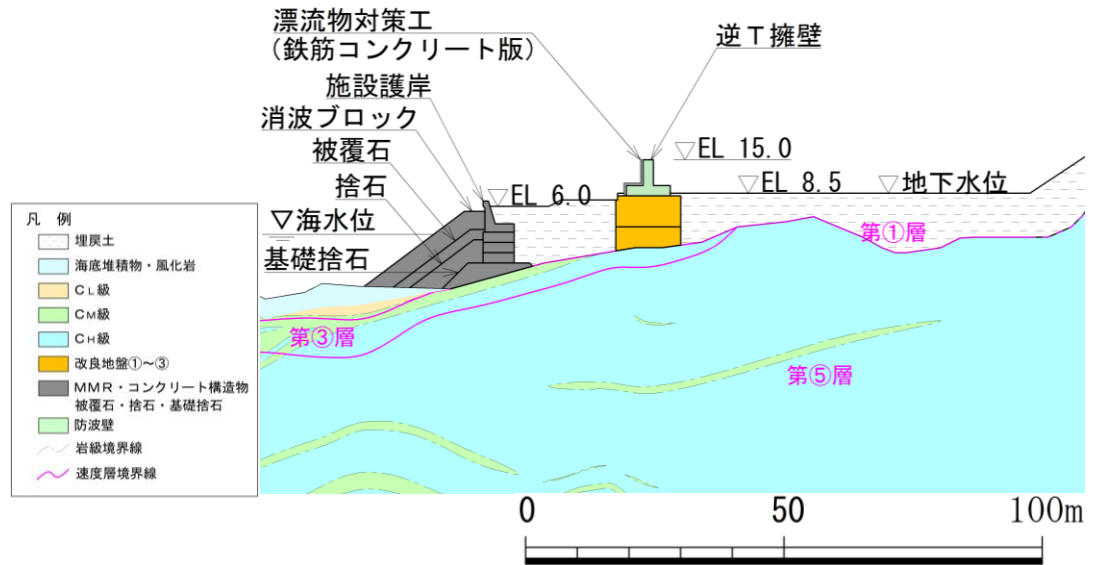 漂流物対策工
(鉄筋コンクリート版)
逆T擁壁
施設護岸
消波ブロック
被覆石
捨石
▽海水位
基礎捨石
▽EL 15.0
▽EL 6.0
▽EL 8.5
▽地下水位
第①層
第③層
第⑤層
凡 例
埋戻土
海底堆積物・風化岩
CL級
CM級
CH級
改良地盤①~③
MMR・コンクリート構造物
被覆石・捨石・基礎捨石
防波壁
岩級境界線
速度層境界線
0 50 100m